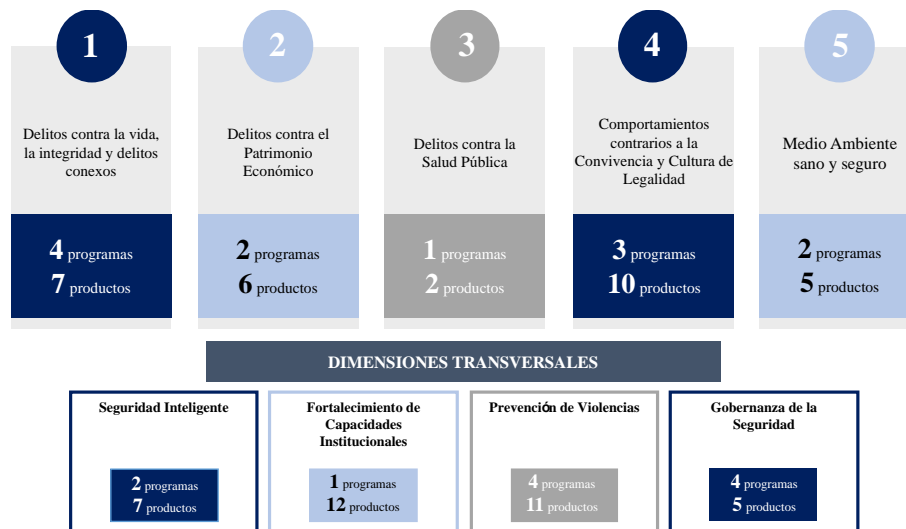 1
Delitos contra la vida,
la integridad y delitos
conexos
4 programas
7 productos
2
Delitos contra el
Patrimonio
Económico
2 programas
6 productos
3
Delitos contra la
Salud Pública
1 programas
2 productos
4
Comportamientos
contrarios a la
Convivencia y Cultura de
Legalidad
3 programas
10 productos
5
Medio Ambiente
sano y seguro
2 programas
5 productos
DIMENSIONES TRANSVERSALES
Seguridad Inteligente
2 programas
7 productos
Fortalecimiento de
Capacidades
Institucionales
1 programas
12 productos
Prevención de Violencias
4 programas
11 productos
Gobernanza de la
Seguridad
4 programas
5 productos